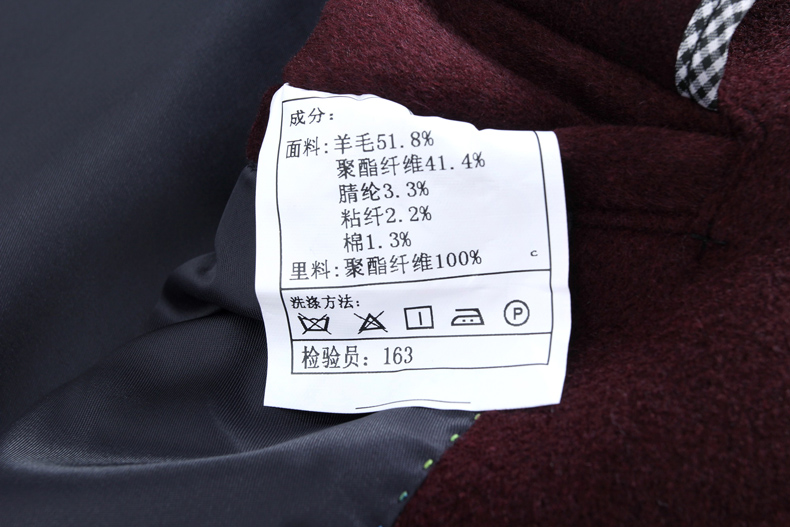 成分：
面料：羊毛51.8%
聚酯纤维41.4%
腈纶3.3%
粘纤2.2%
棉1.3%
里料：聚酯纤维100%
c
洗涤方法：
P
检验员：163